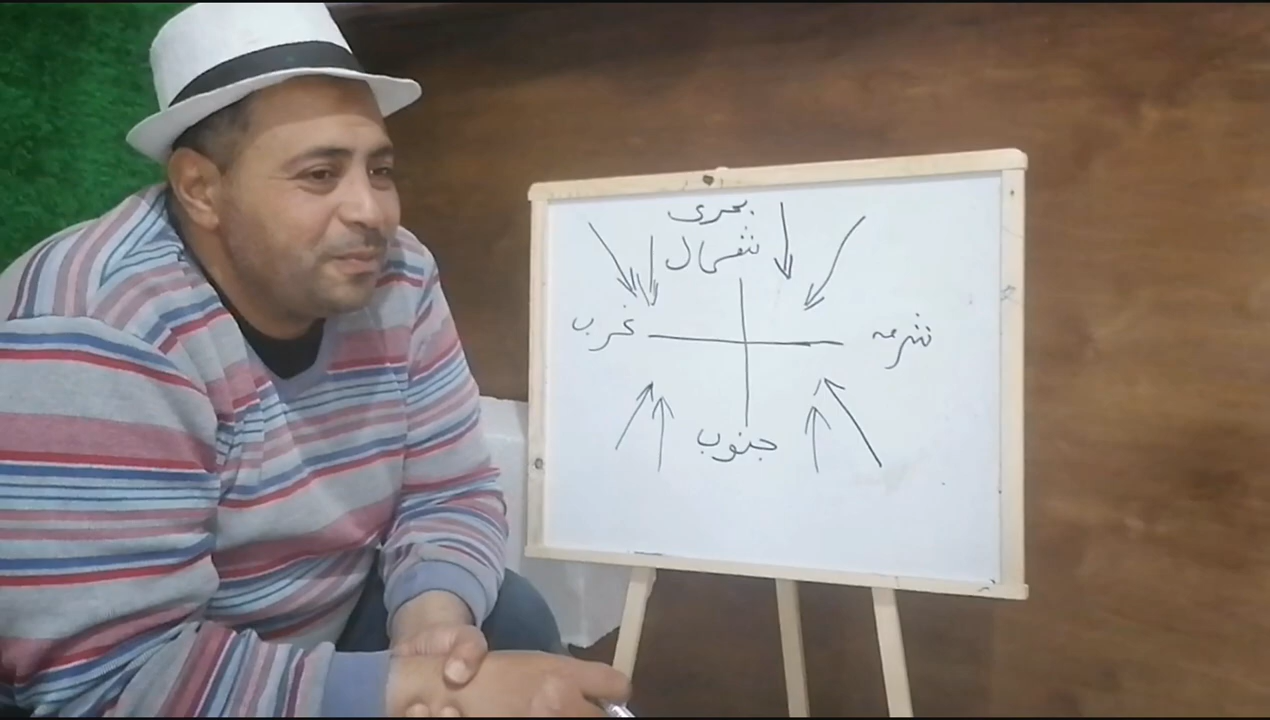 بحرى
شمال
شرق
غرب
جنوب